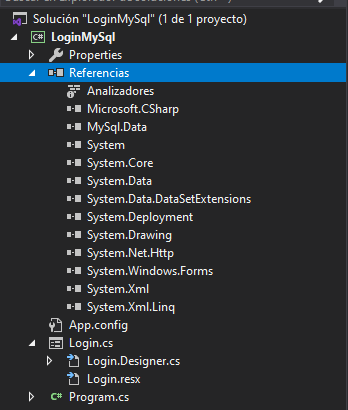 Solución "LoginMySql" (1 de 1 proyecto)
C# LoginMySql
Properties
Referencias
Analizadores
Microsoft.CSharp
MySql.Data
System
System.Core
System.Data
System.Data.DataSetExtensions
System.Deployment
System.Drawing
System.Net.Http
System.Windows.Forms
System.Xml
System.Xml.Linq
App.config
Login.cs
Login.Designer.cs
Login.resx
C# Program.cs